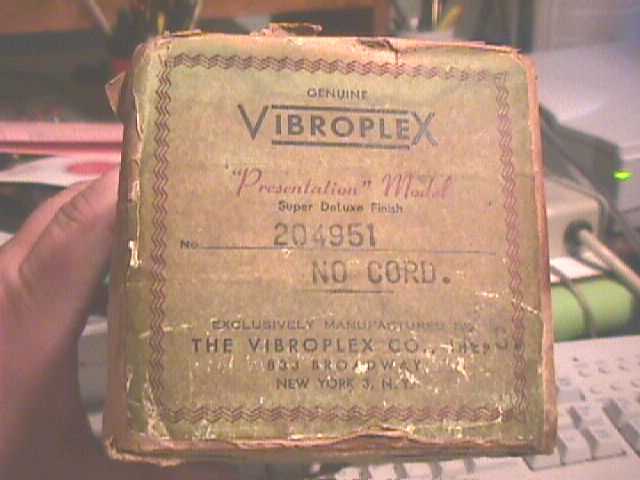 GENUINE
VIBROPLEX
"Presentation" Model
Super DeLuxe Finish
No. 204951
NO CORD.
EXCLUSIVELY MANUFACTURED BY
THE VIBROPLEX CO., INC.
833 BROADWAY
NEW YORK 3, N.Y.